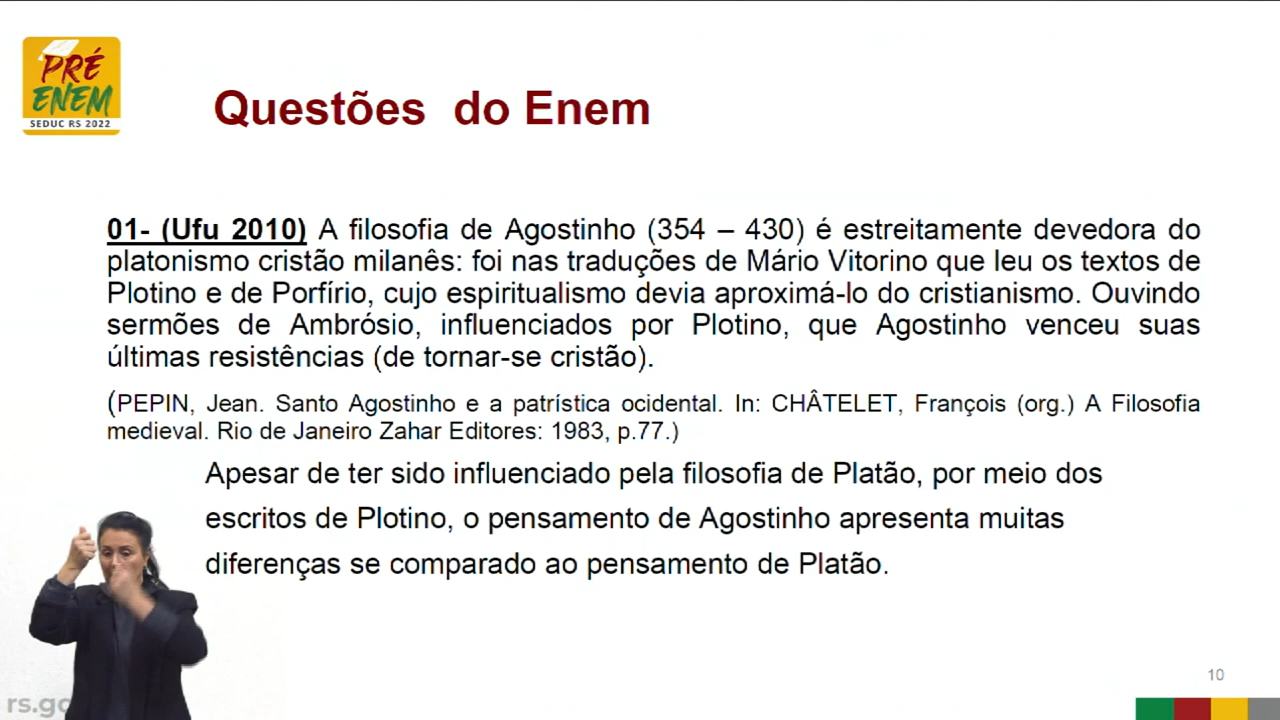 PRÉ
ENEM
SEDUC RS 2022
Questões do Enem
01- (Ufu 2010) A filosofia de Agostinho (354 – 430) é estreitamente devedora do
platonismo cristão milanês: foi nas traduções de Mário Vitorino que leu os textos de
Plotino e de Porfírio, cujo espiritualismo devia aproximá-lo do cristianismo. Ouvindo
sermões de Ambrósio, influenciados por Plotino, que Agostinho venceu suas
últimas resistências (de tornar-se cristão).
(PEPIN, Jean. Santo Agostinho e a patrística ocidental. In: CHÂTELET, François (org.) A Filosofia
medieval. Rio de Janeiro Zahar Editores: 1983, p.77.)
Apesar de ter sido influenciado pela filosofia de Platão, por meio dos
escritos de Plotino, o pensamento de Agostinho apresenta muitas
diferenças se comparado ao pensamento de Platão.
10